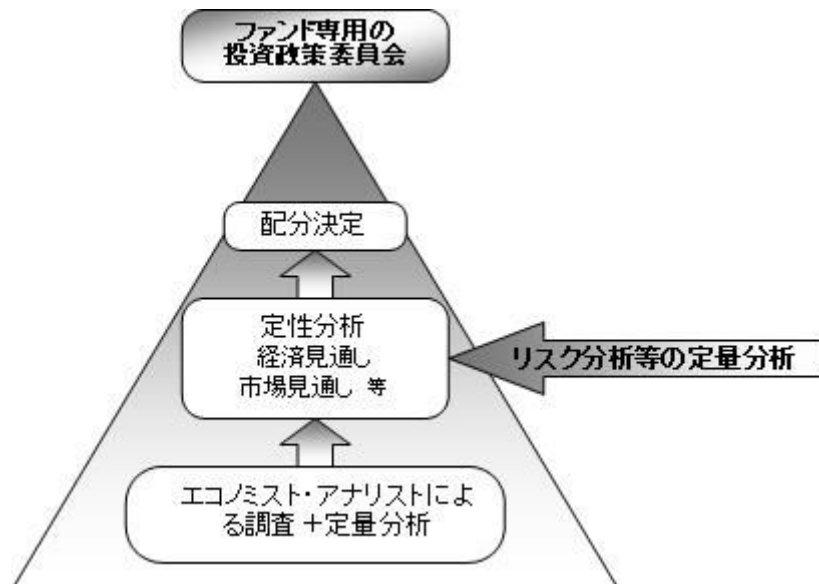 ファンド専用の
投資政策委員会
配分決定
定性分析
経済見通し
市場見通し 等
リスク分析等の定量分析
エコノミスト・アナリストによ
る調査＋定量分析